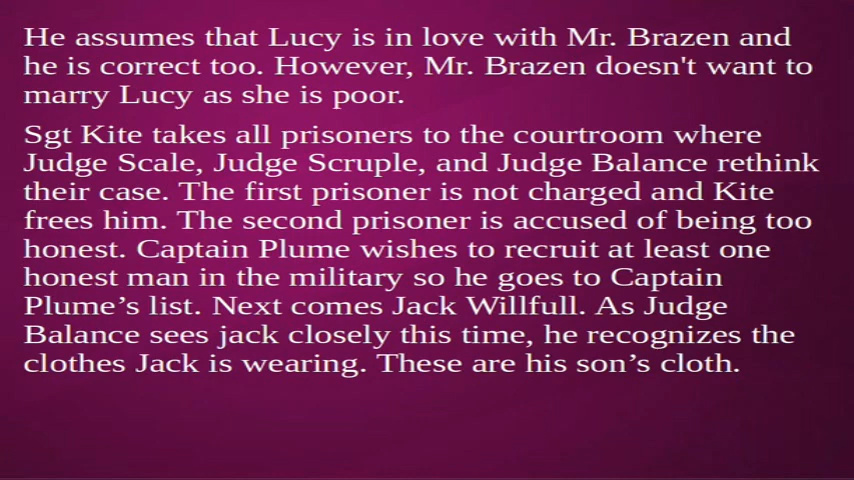 He assumes that Lucy is in love with Mr. Brazen and
he is correct too. However, Mr. Brazen doesn't want to
marry Lucy as she is poor.
Sgt Kite takes all prisoners to the courtroom where
Judge Scale, Judge Scruple, and Judge Balance rethink
their case. The first prisoner is not charged and Kite
frees him. The second prisoner is accused of being too
honest. Captain Plume wishes to recruit at least one
honest man in the military so he goes to Captain
Plume’s list. Next comes Jack Willfull. As Judge
Balance sees jack closely this time, he recognizes the
clothes Jack is wearing. These are his son’s cloth.